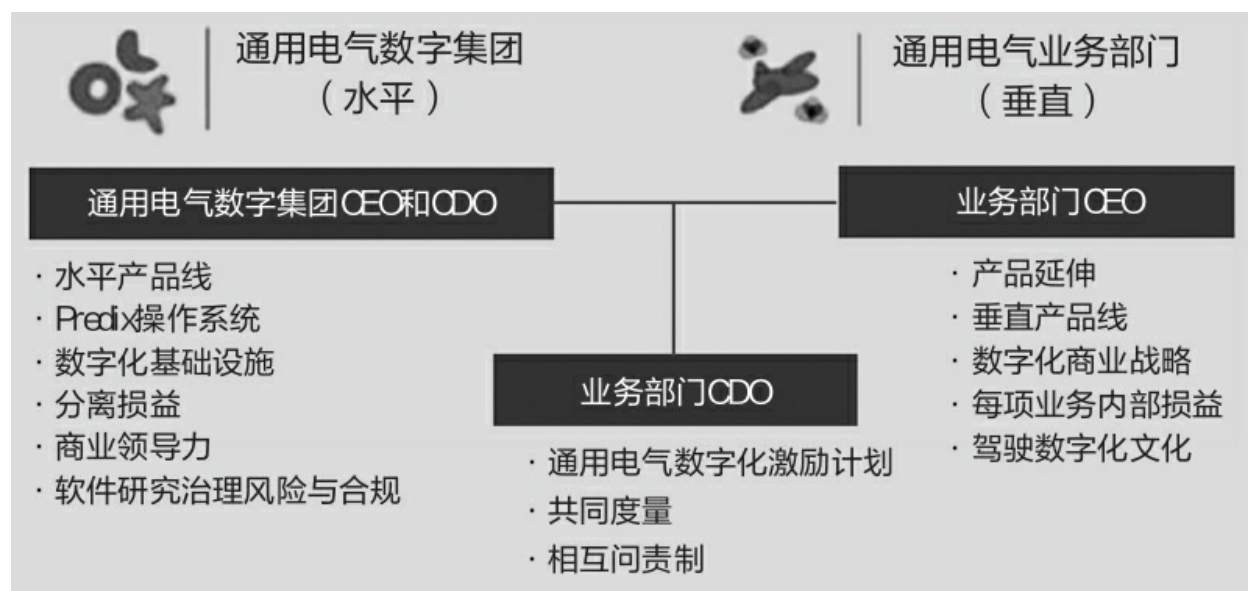 通用电气数字集团
（水平）
通用电气业务部门
（垂直）
通用电气数字集团CEO和CDO
业务部门CEO
· 水平产品线
· Predix操作系统
· 数字化基础设施
· 分离损益
· 商业领导力
· 软件研究治理风险与合规
业务部门CDO
· 通用电气数字化激励计划
· 共同度量
· 相互问责制
· 产品延伸
· 垂直产品线
· 数字化商业战略
· 每项业务内部损益
· 驾驶数字化文化